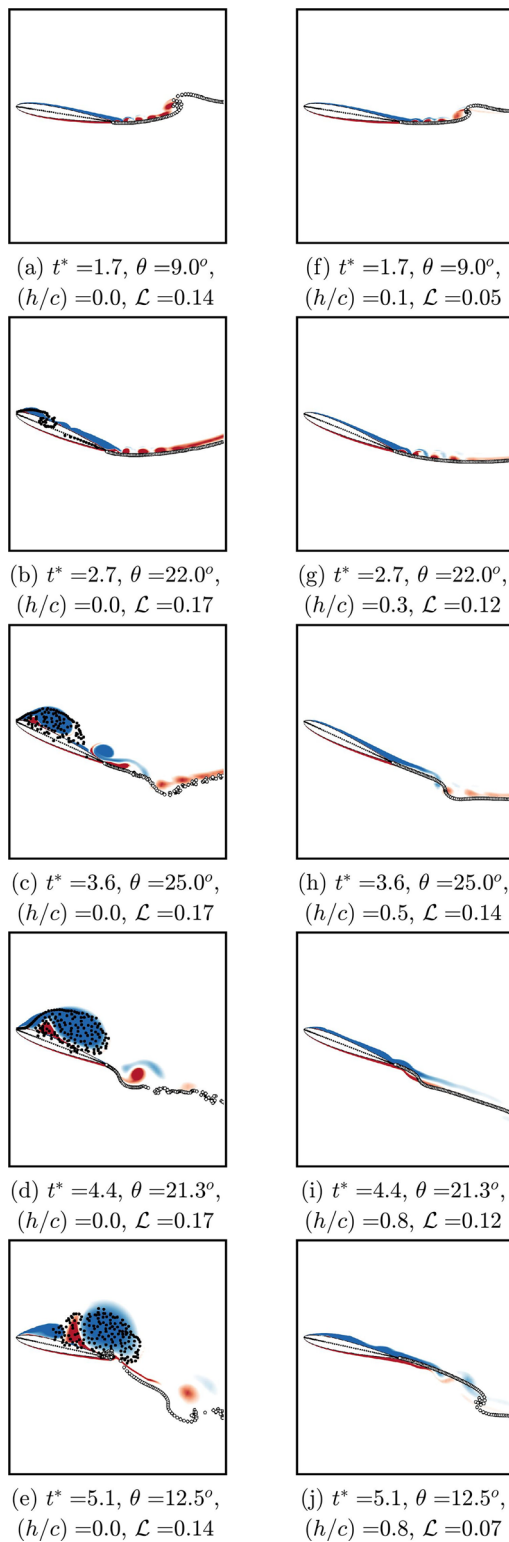 (a) t* =1.7, θ =9.0°,
(h/c) =0.0, ℒ =0.14
(f) t* =1.7, θ =9.0°,
(h/c) =0.1, ℒ =0.05
(b) t* =2.7, θ =22.0°,
(h/c) =0.0, ℒ =0.17
(g) t* =2.7, θ =22.0°,
(h/c) =0.3, ℒ =0.12
(c) t* =3.6, θ =25.0°,
(h/c) =0.0, ℒ =0.17
(h) t* =3.6, θ =25.0°,
(h/c) =0.5, ℒ =0.14
(d) t* =4.4, θ =21.3°,
(h/c) =0.0, ℒ =0.17
(i) t* =4.4, θ =21.3°,
(h/c) =0.8, ℒ =0.12
(e) t* =5.1, θ =12.5°,
(h/c) =0.0, ℒ =0.14
(j) t* =5.1, θ =12.5°,
(h/c) =0.8, ℒ =0.07